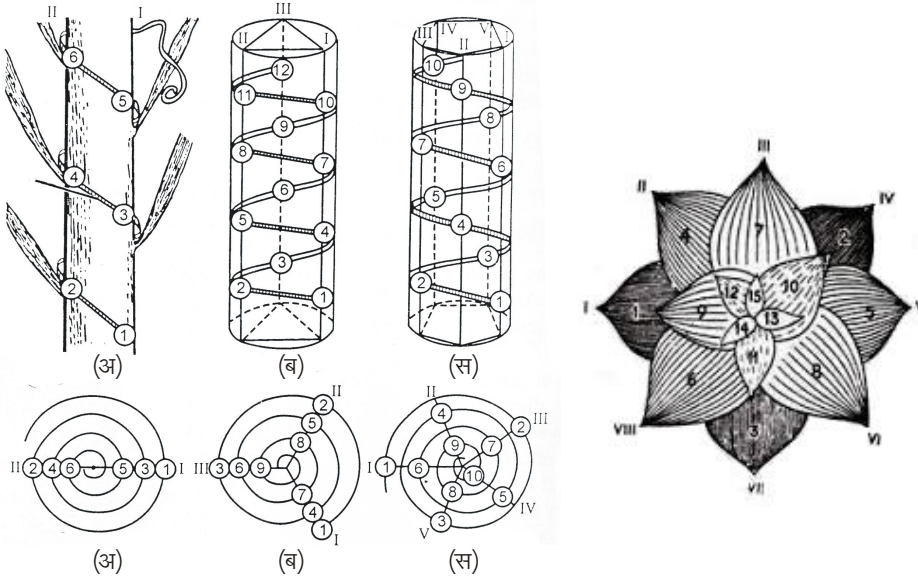 II I
6
5
4
3
2
1
(अ)
III
II I
12
11 10
9
8 7
6
5 4
3
2 1
(ब)
III IV V I
II
10
9
8
7
6
5
4
3
2
1
(स)
II 2 4 6 5 3 1 I
(अ)
II
2
5
8
III 3 6 9
7
4
1 I
(ब)
II
4 2 III
9 7
I 1 6
10
8 5 IV
3
V
(स)
III
II IV
7
4 2
10
12 15
I 1 9 13 5 V
14
11
6 8
VIII VI
3
VII